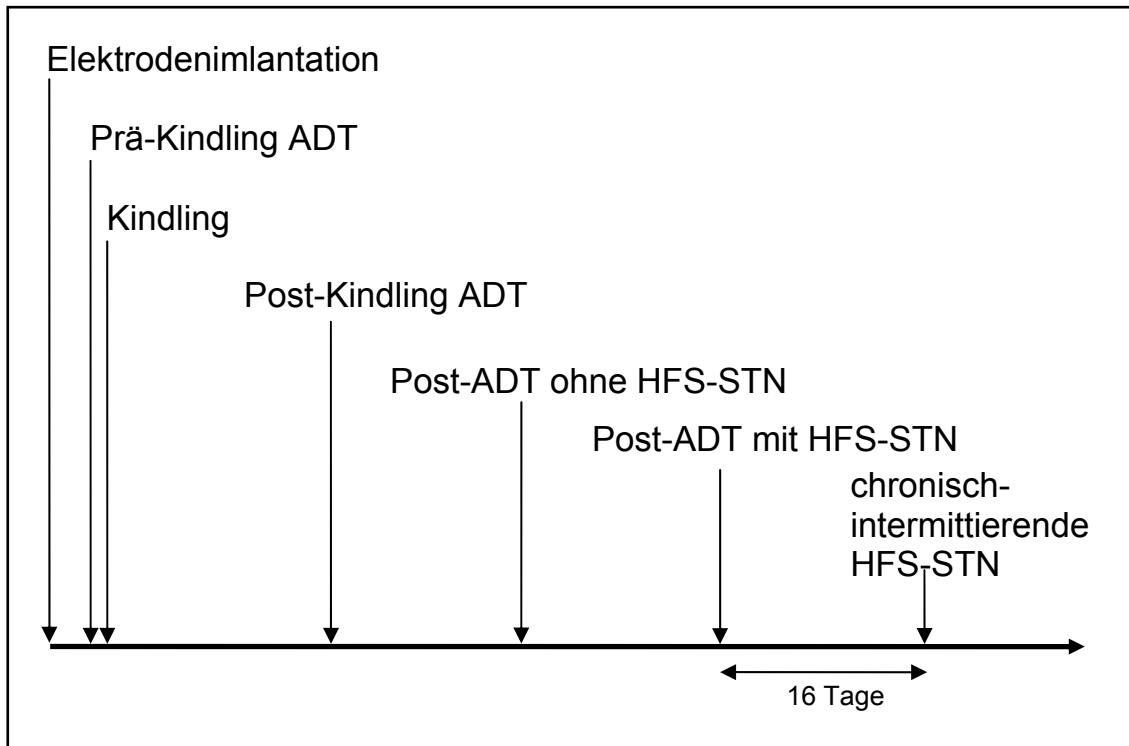 Elektrodenimlantation
Prä-Kindling ADT
Kindling
Post-Kindling ADT
Post-ADT ohne HFS-STN
Post-ADT mit HFS-STN
chronisch-
intermittierende
HFS-STN
16 Tage